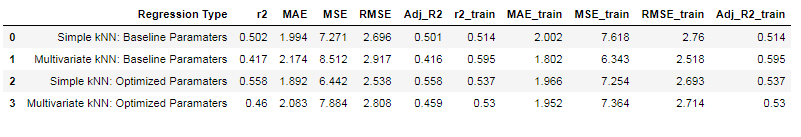 Regression Type r2 MAE MSE RMSE Adj_R2 r2_train MAE_train MSE_train RMSE_train Adj_R2_train
0 Simple kNN: Baseline Paramaters 0.502 1.994 7.271 2.696 0.501 0.514 2.002 7.618 2.76 0.514
1 Multivariate kNN: Baseline Paramaters 0.417 2.174 8.512 2.917 0.416 0.595 1.802 6.343 2.518 0.595
2 Simple kNN: Optimized Paramaters 0.558 1.892 6.442 2.538 0.558 0.537 1.966 7.254 2.693 0.537
3 Multivariate kNN: Optimized Paramaters 0.46 2.083 7.884 2.808 0.459 0.53 1.952 7.364 2.714 0.53